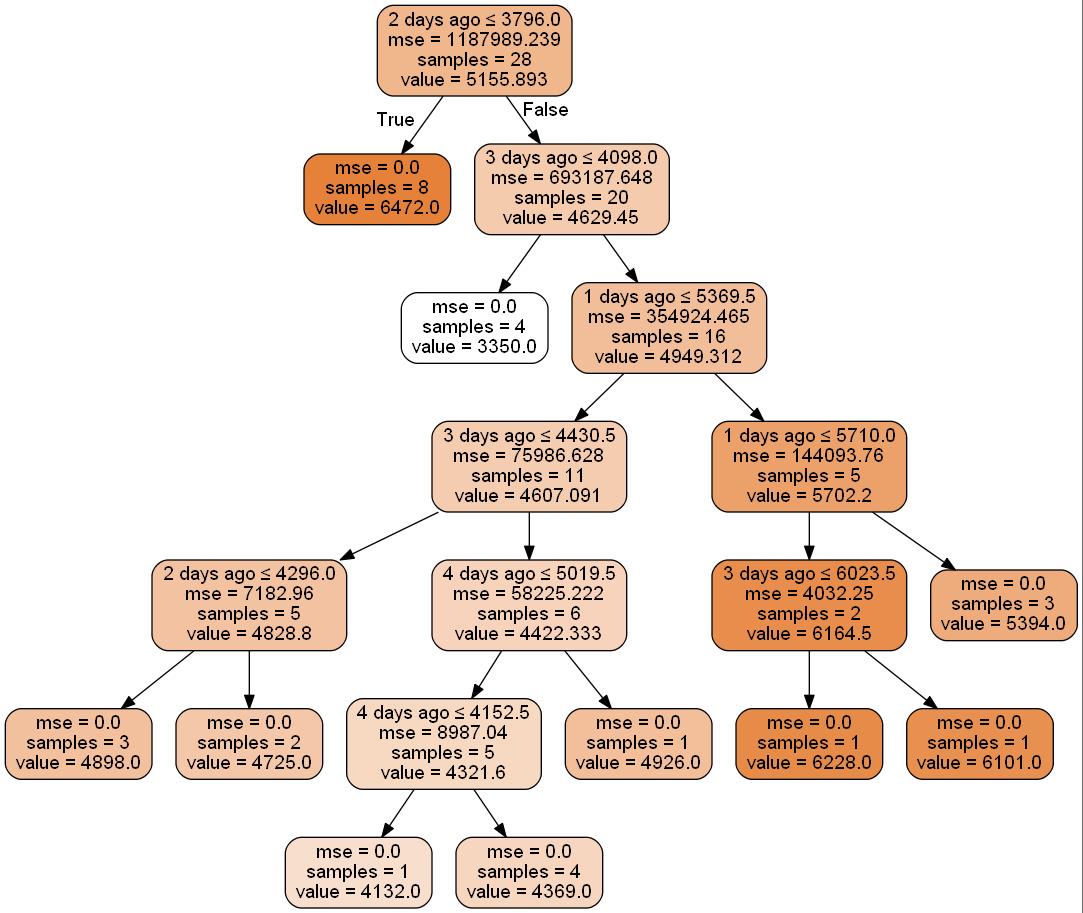 2 days ago ≤ 3796.0
mse = 1187989.239
samples = 28
value = 5155.893
True
False
mse = 0.0
samples = 8
value = 6472.0
3 days ago ≤ 4098.0
mse = 693187.648
samples = 20
value = 4629.45
mse = 0.0
samples = 4
value = 3350.0
1 days ago ≤ 5369.5
mse = 354924.465
samples = 16
value = 4949.312
3 days ago ≤ 4430.5
mse = 75986.628
samples = 11
value = 4607.091
1 days ago ≤ 5710.0
mse = 144093.76
samples = 5
value = 5702.2
2 days ago ≤ 4296.0
mse = 7182.96
samples = 5
value = 4828.8
4 days ago ≤ 5019.5
mse = 58225.222
samples = 6
value = 4422.333
3 days ago ≤ 6023.5
mse = 4032.25
samples = 2
value = 6164.5
mse = 0.0
samples = 3
value = 5394.0
mse = 0.0
samples = 3
value = 4898.0
mse = 0.0
samples = 2
value = 4725.0
4 days ago ≤ 4152.5
mse = 8987.04
samples = 5
value = 4321.6
mse = 0.0
samples = 1
value = 4926.0
mse = 0.0
samples = 1
value = 6228.0
mse = 0.0
samples = 1
value = 6101.0
mse = 0.0
samples = 1
value = 4132.0
mse = 0.0
samples = 4
value = 4369.0